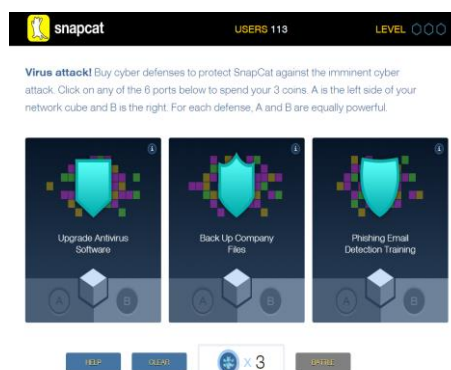 snapcat
USERS 113
LEVEL
Virus attack! Buy cyber defenses to protect SnapCat against the imminent cyber
attack. Click on any of the 6 ports below to spend your 3 coins. A is the left side of your
network cube and B is the right. For each defense, A and B are equally powerful.
Upgrade Antivirus
Software
A B
Back Up Company
Files
A B
Phishing Email
Detection Training
A B
HELP
CLEAR
x 3
BATTLE